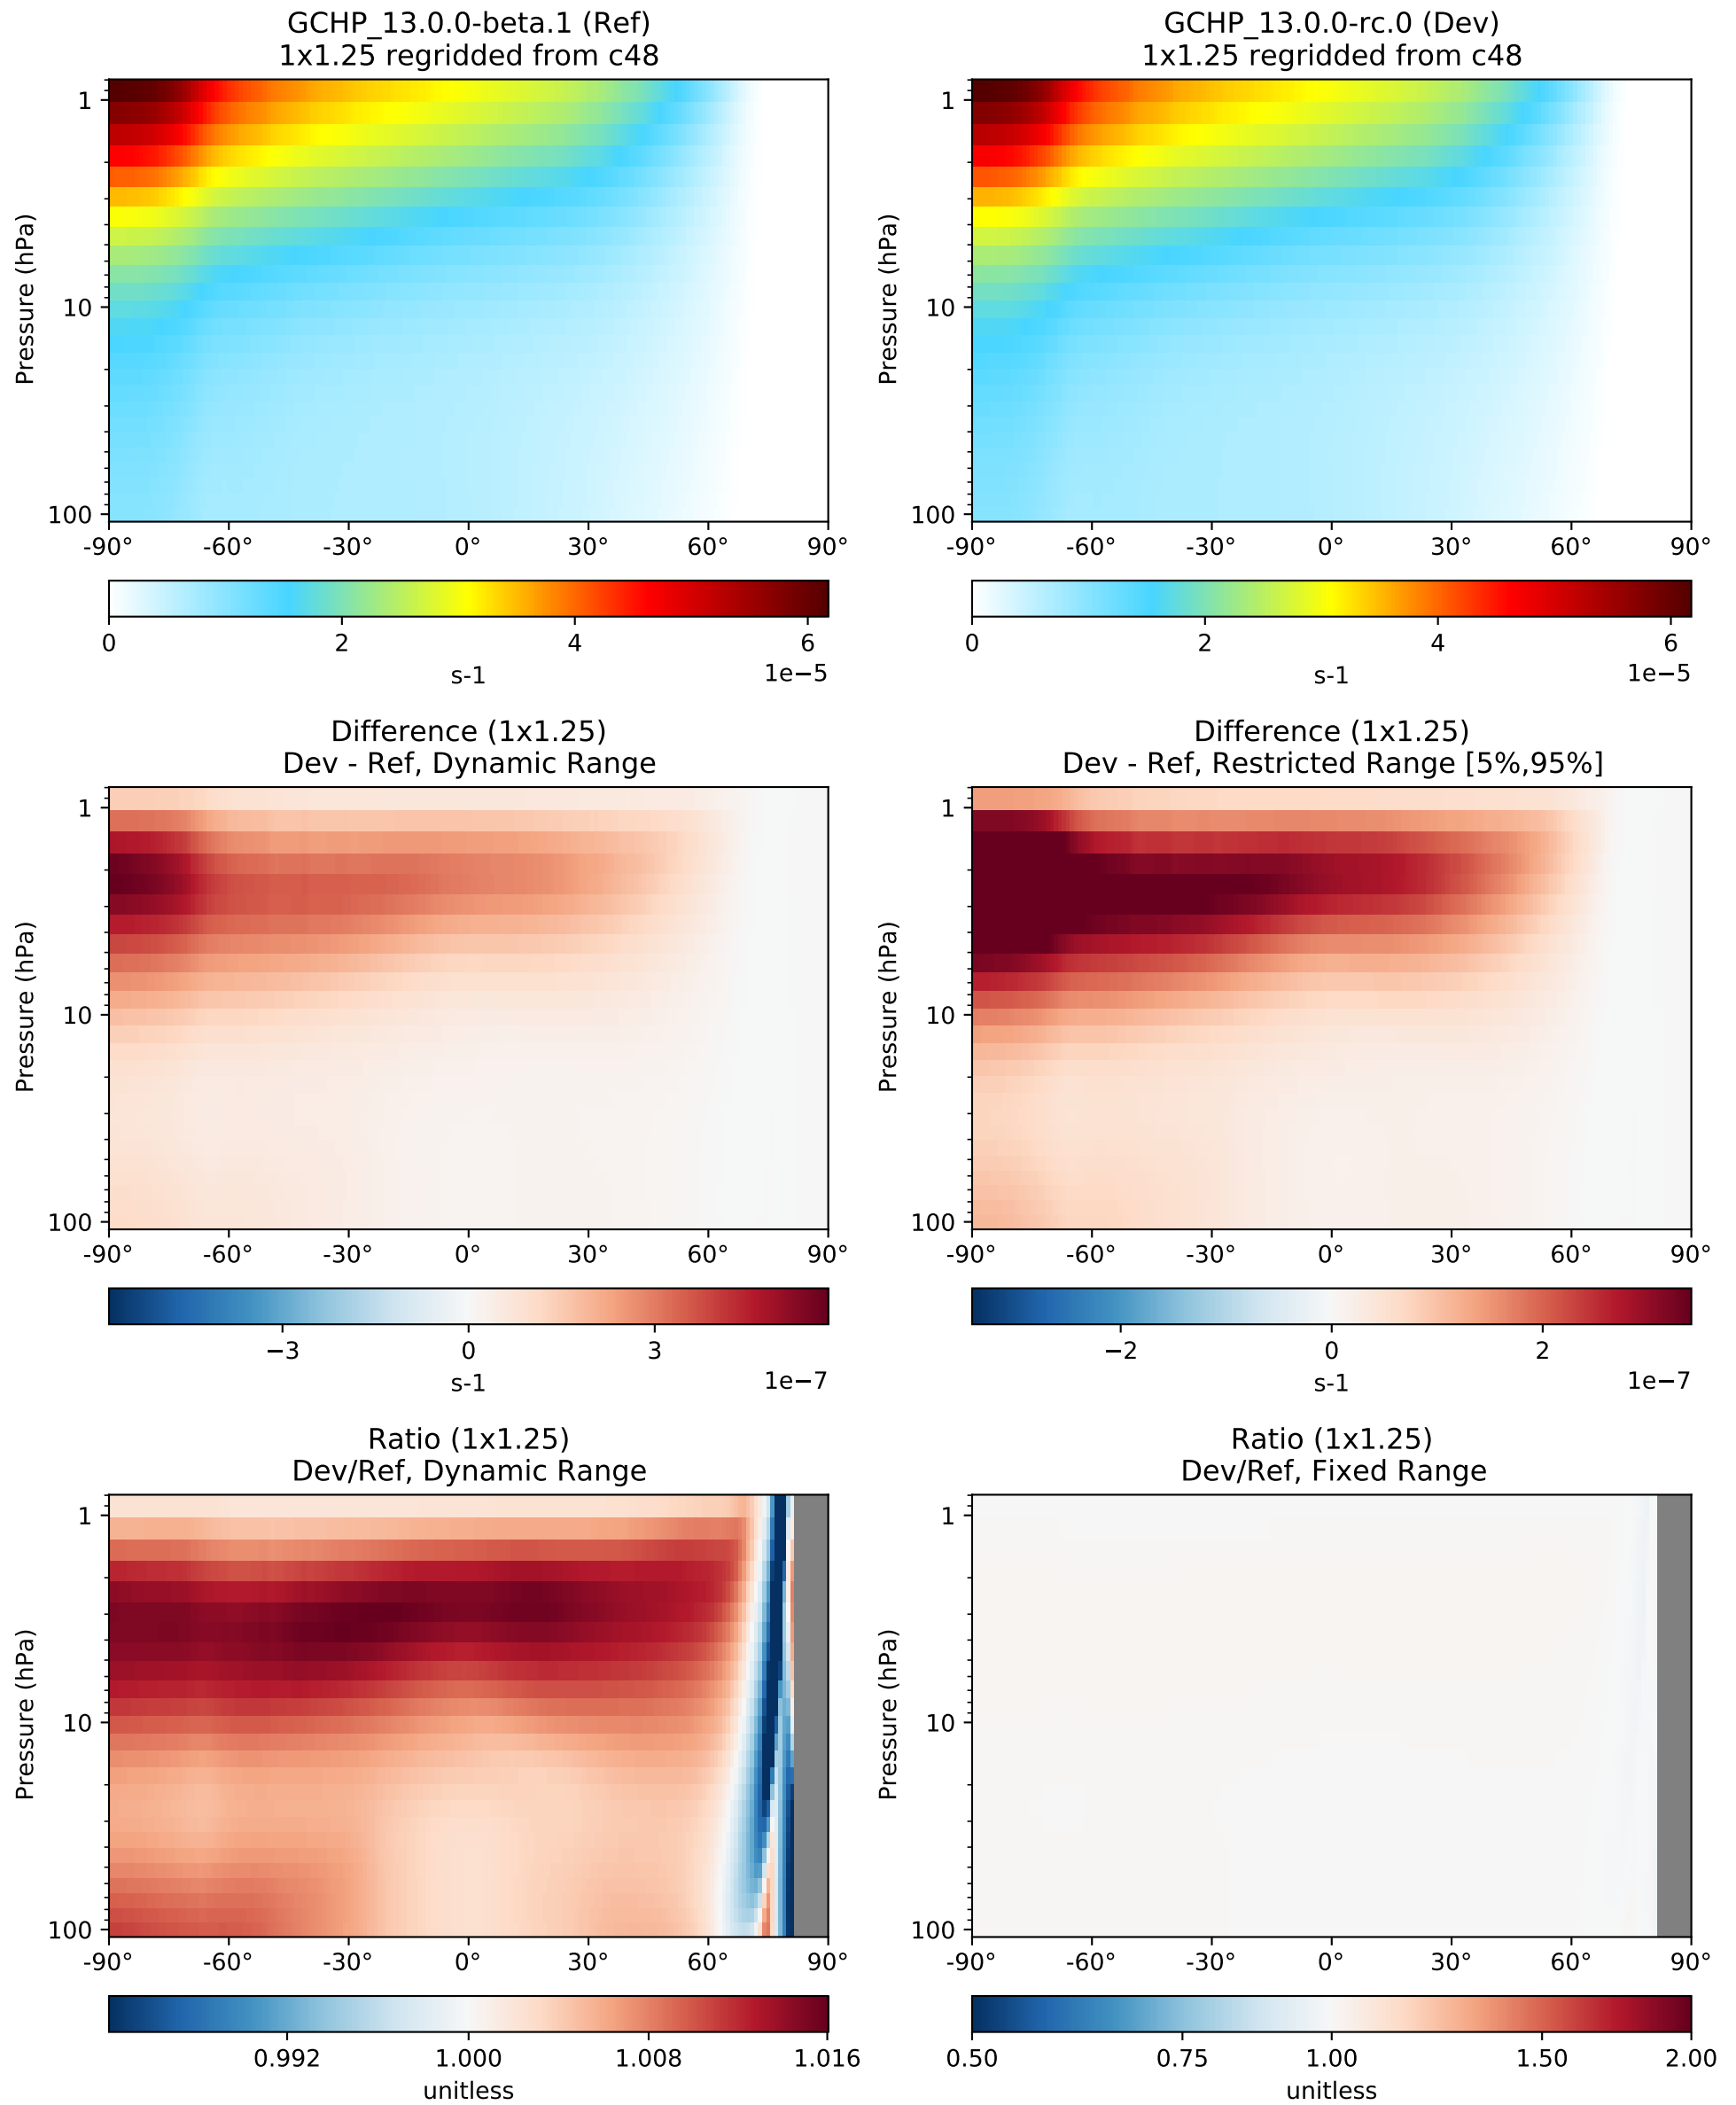 GCHP_13.0.0-beta.1 (Ref)
1x1.25 regridded from c48
Pressure (hPa)
1
10
100
-90° -60° -30° 0° 30° 60° 90°
0 2 4 6
s-1
1e−5
GCHP_13.0.0-rc.0 (Dev)
1x1.25 regridded from c48
Pressure (hPa)
1
10
100
-90° -60° -30° 0° 30° 60° 90°
0 2 4 6
s-1
1e−5
Difference (1x1.25)
Dev - Ref, Dynamic Range
Pressure (hPa)
1
10
100
-90° -60° -30° 0° 30° 60° 90°
−3 0 3
s-1
1e−7
Difference (1x1.25)
Dev - Ref, Restricted Range [5%,95%]
Pressure (hPa)
1
10
100
-90° -60° -30° 0° 30° 60° 90°
−2 0 2
s-1
1e−7
Ratio (1x1.25)
Dev/Ref, Dynamic Range
Pressure (hPa)
1
10
100
-90° -60° -30° 0° 30° 60° 90°
0.992 1.000 1.008 1.016
unitless
Ratio (1x1.25)
Dev/Ref, Fixed Range
Pressure (hPa)
1
10
100
-90° -60° -30° 0° 30° 60° 90°
0.50 0.75 1.00 1.50 2.00
unitless